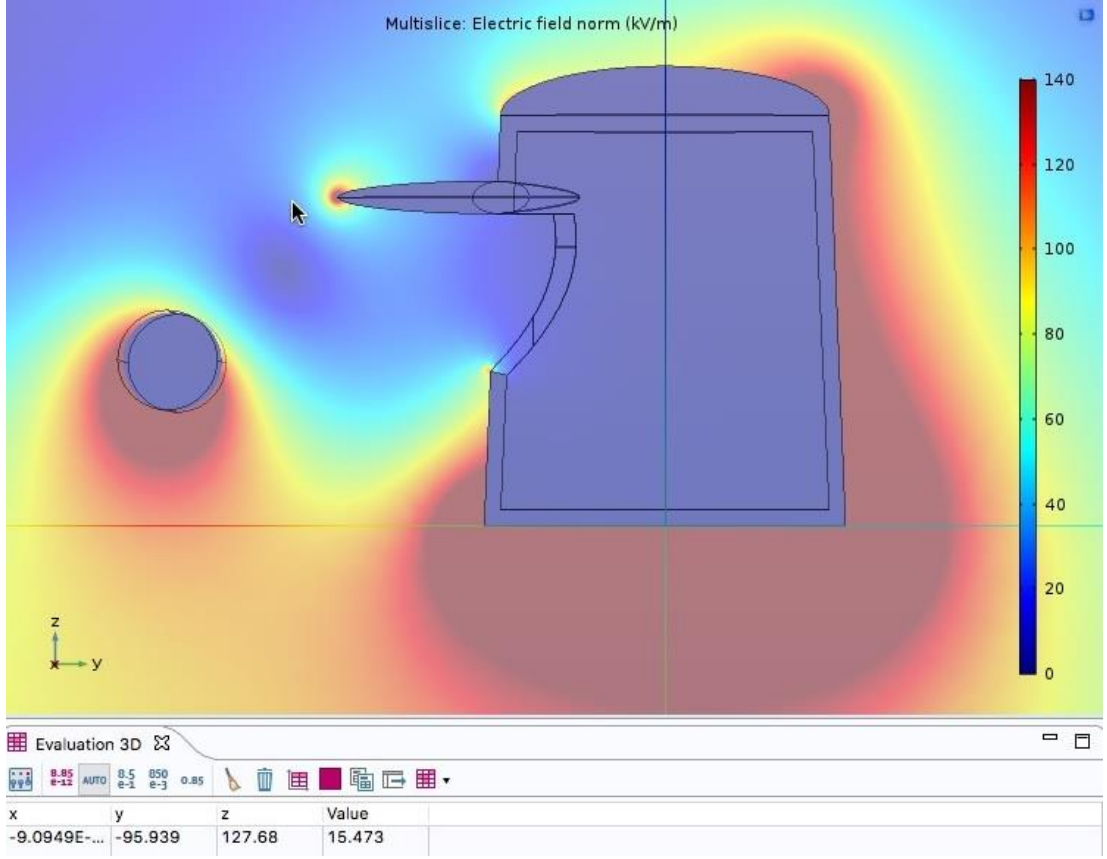 Multislice: Electric field norm (kV/m)
140
120
100
80
60
40
20
0
z
x y
Evaluation 3D
8.85 e-12 AUTO 8.5 e-1 850 e-3 0.85
x y z Value
-9.0949E-... -95.939 127.68 15.473